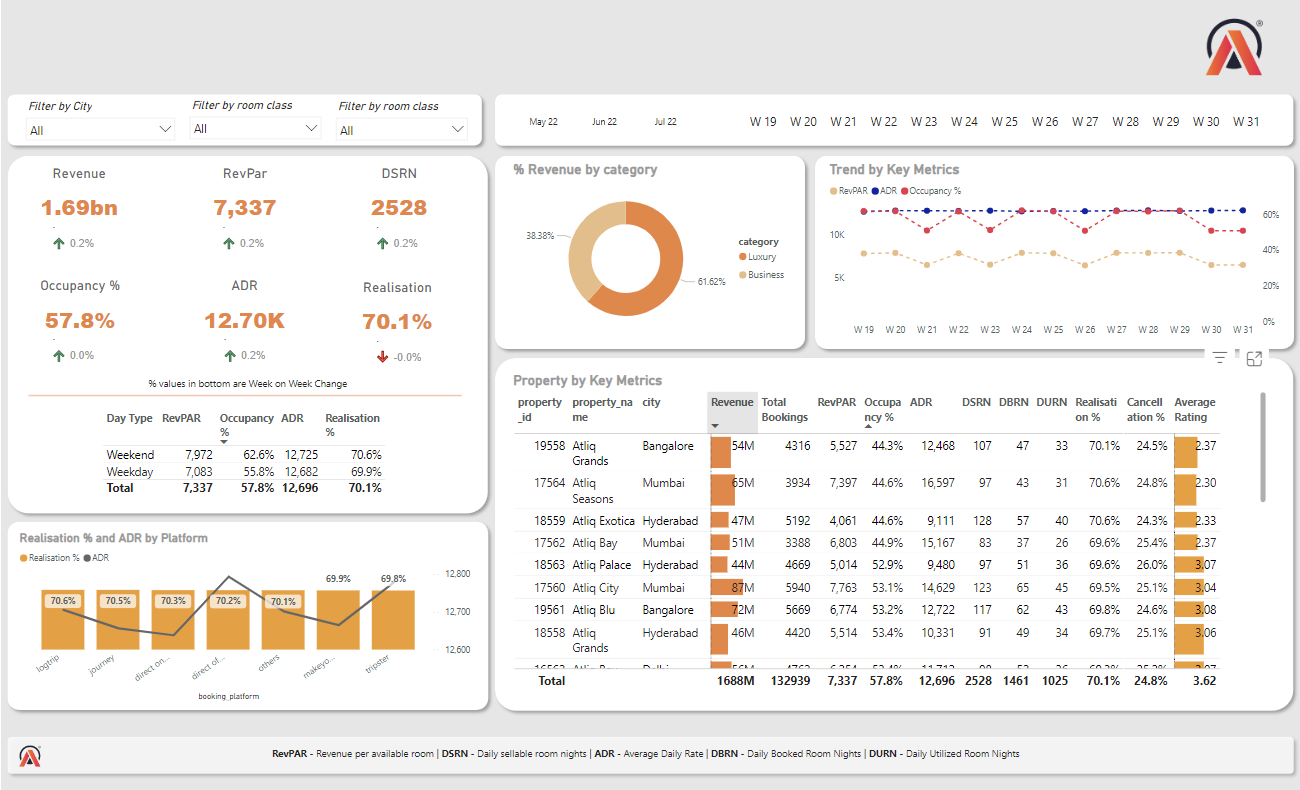 Filter by City
Filter by room class
Filter by room class
All
All
All
May 22
Jun 22
Jul 22
W 19 W 20 W 21 W 22 W 23 W 24 W 25 W 26 W 27 W 28 W 29 W 30 W 31
Revenue
RevPar
DSRN
1.69bn
7,337
2528
0.2%
0.2%
0.2%
Occupancy %
ADR
Realisation
57.8%
12.70K
70.1%
0.0%
0.2%
-0.0%
% values in bottom are Week on Week Change
Day Type RevPAR Occupancy % ADR Realisation %
Weekend 7,972 62.6% 12,725 70.6%
Weekday 7,083 55.8% 12,682 69.9%
Total 7,337 57.8% 12,696 70.1%
% Revenue by category
38.38%
61.62%
category
Luxury
Business
Trend by Key Metrics
RevPAR ADR Occupancy %
10K
5K
60%
40%
20%
0%
W 19 W 20 W 21 W 22 W 23 W 24 W 25 W 26 W 27 W 28 W 29 W 30 W 31
Realisation % and ADR by Platform
Realisation % ADR
70.6% 70.5% 70.3% 70.2% 70.1% 69.9% 69.8%
12,800
12,700
12,600
logtrip journey direct on... direct of... others makeyo... tripster
booking_platform
Property by Key Metrics
property_id property_name city Revenue Total Bookings RevPAR Occupancy % ADR DSRN DBRN DURN Realisation % Cancellation % Average Rating
19558 Atliq Grands Bangalore 54M 4316 5,527 44.3% 12,468 107 47 33 70.1% 24.5% 2.37
17564 Atliq Seasons Mumbai 65M 3934 7,397 44.6% 16,597 97 43 31 70.6% 24.8% 2.30
18559 Atliq Exotica Hyderabad 47M 5192 4,061 44.6% 9,111 128 57 40 70.6% 24.3% 2.33
17562 Atliq Bay Mumbai 51M 3388 6,803 44.9% 15,167 83 37 26 69.6% 25.4% 2.37
18563 Atliq Palace Hyderabad 44M 4669 5,014 52.9% 9,480 97 51 36 69.6% 26.0% 3.07
17560 Atliq City Mumbai 87M 5940 7,763 53.1% 14,629 123 65 45 69.5% 25.1% 3.04
19561 Atliq Blu Bangalore 72M 5669 6,774 53.2% 12,722 117 62 43 69.8% 24.6% 3.08
18558 Atliq Grands Hyderabad 46M 4420 5,514 53.4% 10,331 91 49 34 69.7% 25.1% 3.06
Total 1688M 132939 7,337 57.8% 12,696 2528 1461 1025 70.1% 24.8% 3.62
RevPAR - Revenue per available room | DSRN - Daily sellable room nights | ADR - Average Daily Rate | DBRN - Daily Booked Room Nights | DURN - Daily Utilized Room Nights